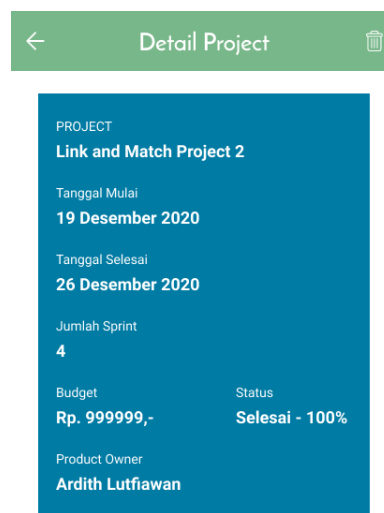 Detail Project
PROJECT
Link and Match Project 2
Tanggal Mulai
19 Desember 2020
Tanggal Selesai
26 Desember 2020
Jumlah Sprint
4
Budget Status
Rp. 999999,- Selesai - 100%
Product Owner
Ardith Lutfiawan